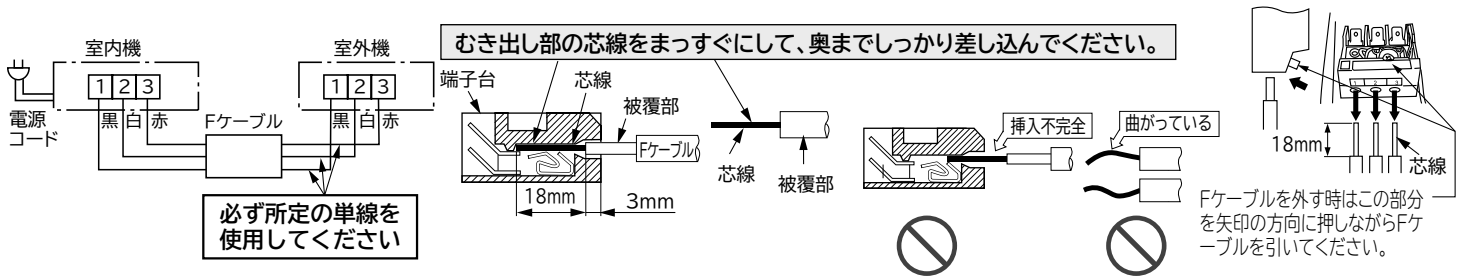 室内機
1 2 3
電源
コード
黒 白 赤
Fケーブル
室外機
1 2 3
黒 白 赤
必ず所定の単線を
使用してください
むき出し部の芯線をまっすぐにして、奥までしっかり差し込んでください。
端子台
芯線
被覆部
Fケーブル
18mm
3mm
芯線
被覆部
挿入不完全
曲がっている
1 2 3
18mm
芯線
Fケーブルを外す時はこの部分
を矢印の方向に押しながらFケ
ーブルを引いてください。